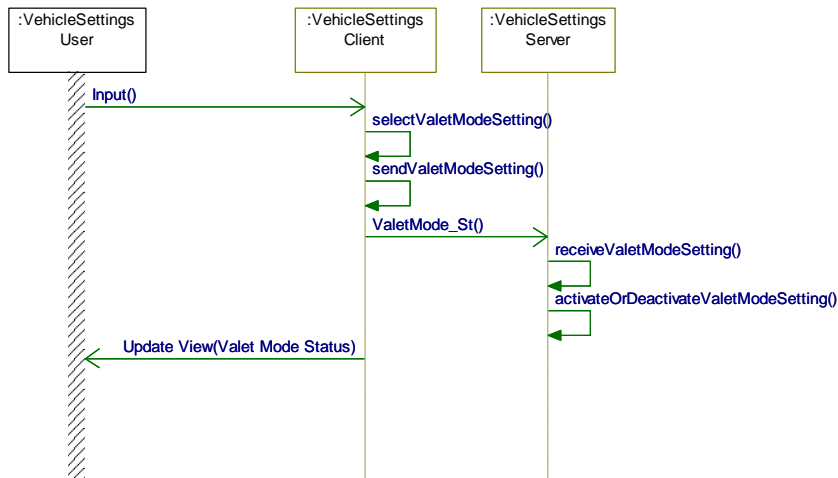 :VehicleSettings
User
:VehicleSettings
Client
:VehicleSettings
Server
Input()
selectValetModeSetting()
sendValetModeSetting()
ValetMode_St()
receiveValetModeSetting()
activateOrDeactivateValetModeSetting()
Update View(Valet Mode Status)